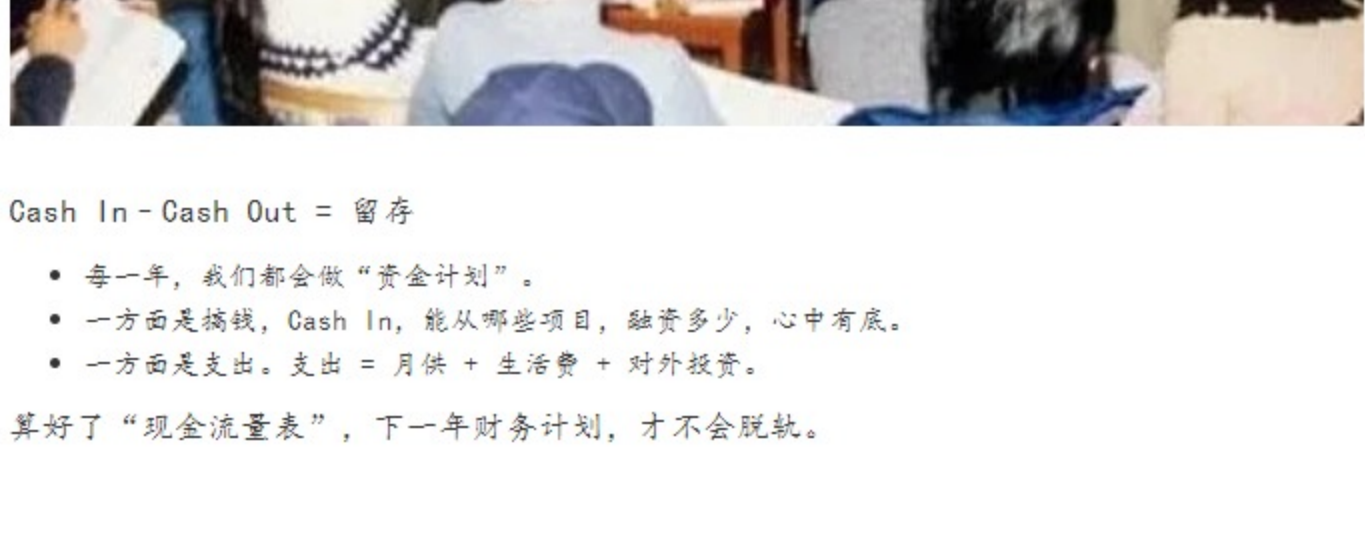 Cash In - Cash Out = 留存
• 每一年，我们都会做“资金计划”。
• 一方面是搞钱，Cash In，能从哪些项目，融资多少，心中有底。
• 一方面是支出。支出 = 月供 + 生活费 + 对外投资。
算好了“现金流量表”，下一年财务计划，才不会脱轨。